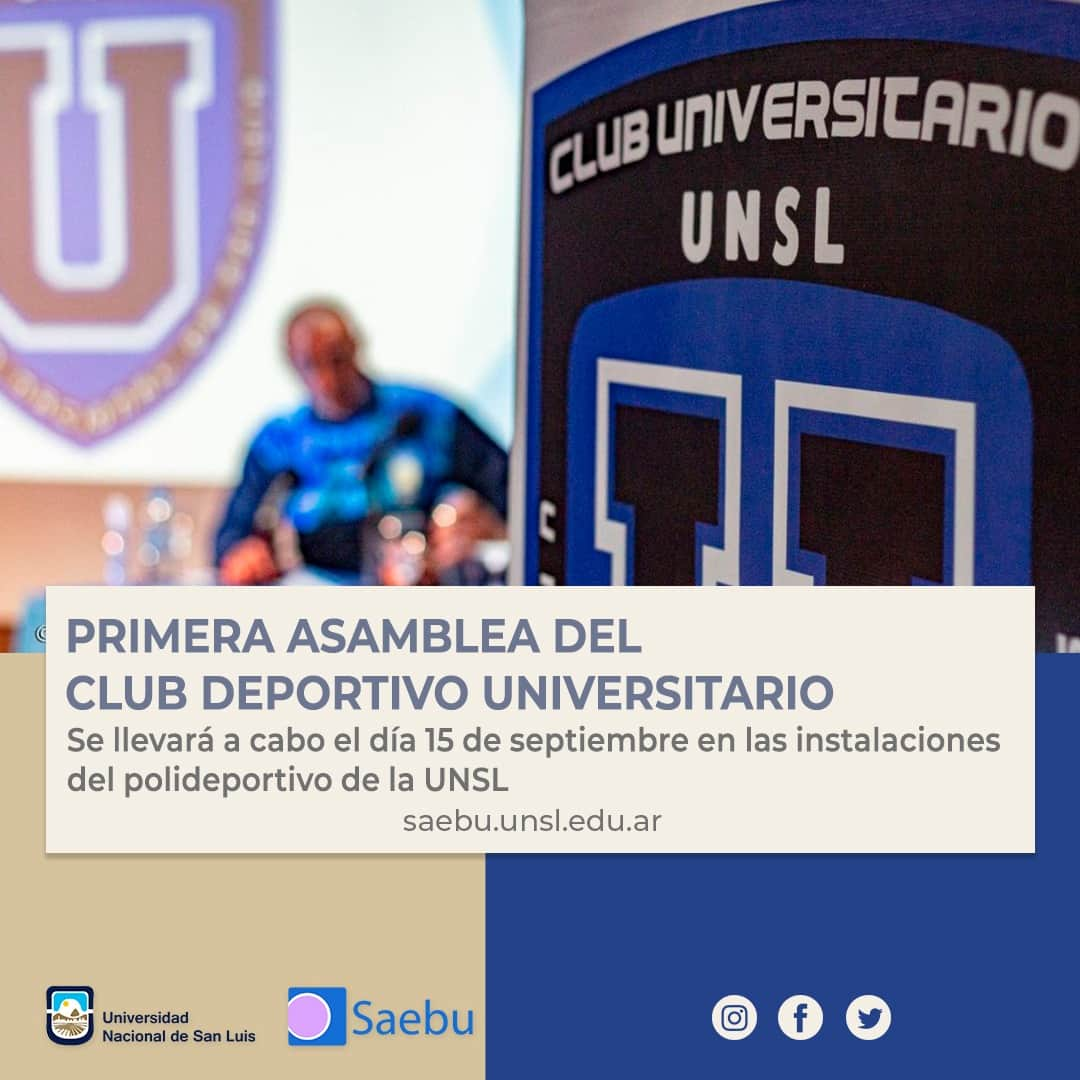 CLUB UNIVERSITARIO
UNSL
PRIMERA ASAMBLEA DEL
CLUB DEPORTIVO UNIVERSITARIO
Se llevará a cabo el día 15 de septiembre en las instalaciones
del polideportivo de la UNSL
saebu.unsl.edu.ar
Universidad
Nacional de San Luis
Saebu